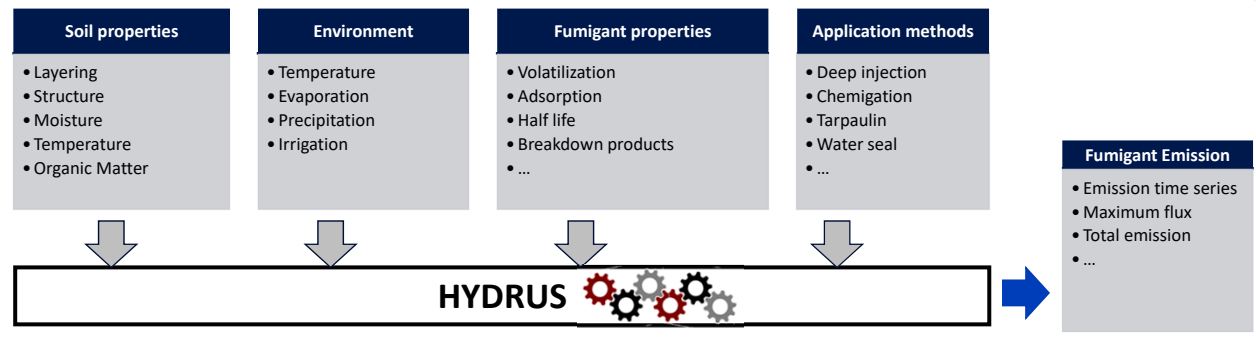 Soil properties
• Layering
• Structure
• Moisture
• Temperature
• Organic Matter
Environment
• Temperature
• Evaporation
• Precipitation
• Irrigation
Fumigant properties
• Volatilization
• Adsorption
• Half life
• Breakdown products
• ...
Application methods
• Deep injection
• Chemigation
• Tarpaulin
• Water seal
• ...
HYDRUS
Fumigant Emission
• Emission time series
• Maximum flux
• Total emission
• ...